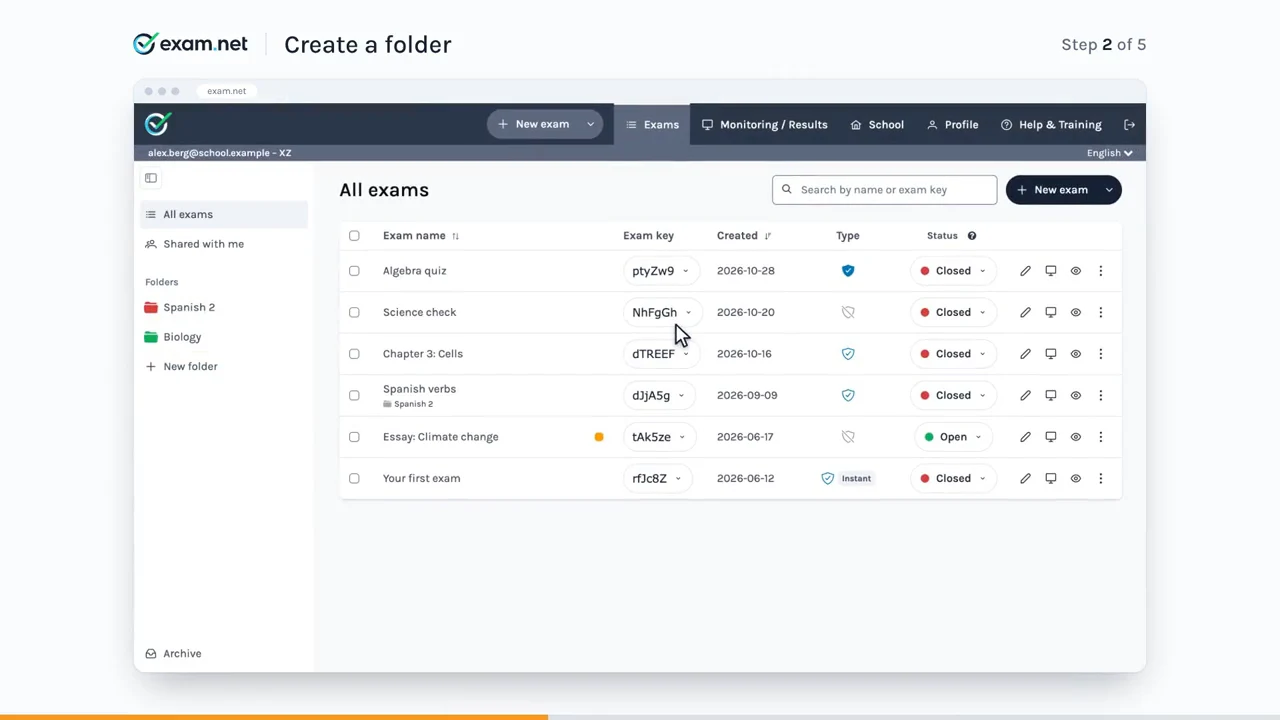 exam.net
Create a folder
Step 2 of 5
exam.net
New exam
Exams
Monitoring / Results
School
Profile
Help & Training
alex.berg@school.example – XZ
English
All exams
Shared with me
Folders
Spanish 2
Biology
New folder
Archive
All exams
Search by name or exam key
New exam
Exam name Exam key Created Type Status
Algebra quiz ptyZw9 2026-10-28 Closed
Science check NhFgGh 2026-10-20 Closed
Chapter 3: Cells dTREEF 2026-10-16 Closed
Spanish verbs dJjA5g 2026-09-09 Closed
Spanish 2
Essay: Climate change tAk5ze 2026-06-17 Open
Your first exam rfJc8Z 2026-06-12 Instant Closed